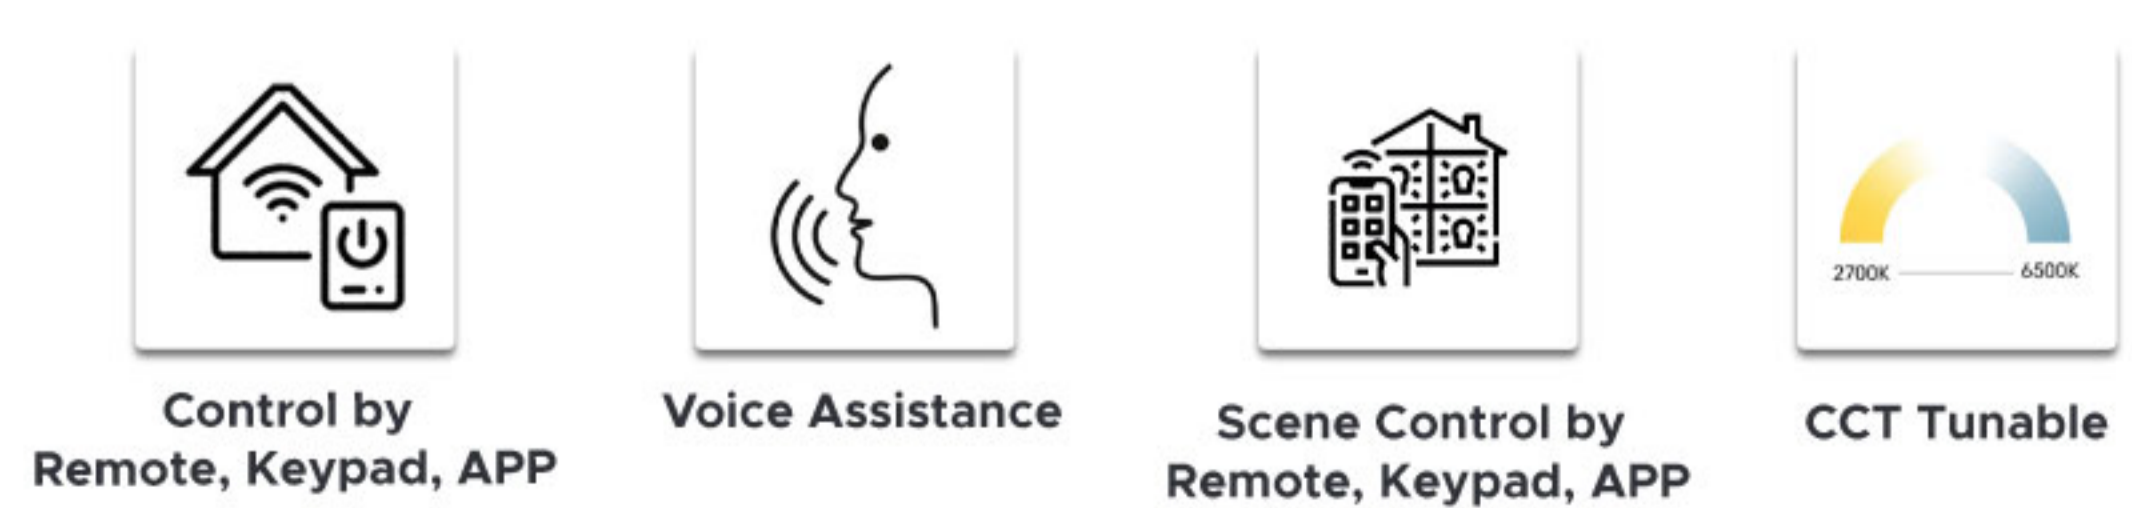 Control by
Remote, Keypad, APP
Voice Assistance
Scene Control by
Remote, Keypad, APP
2700K
6500K
CCT Tunable